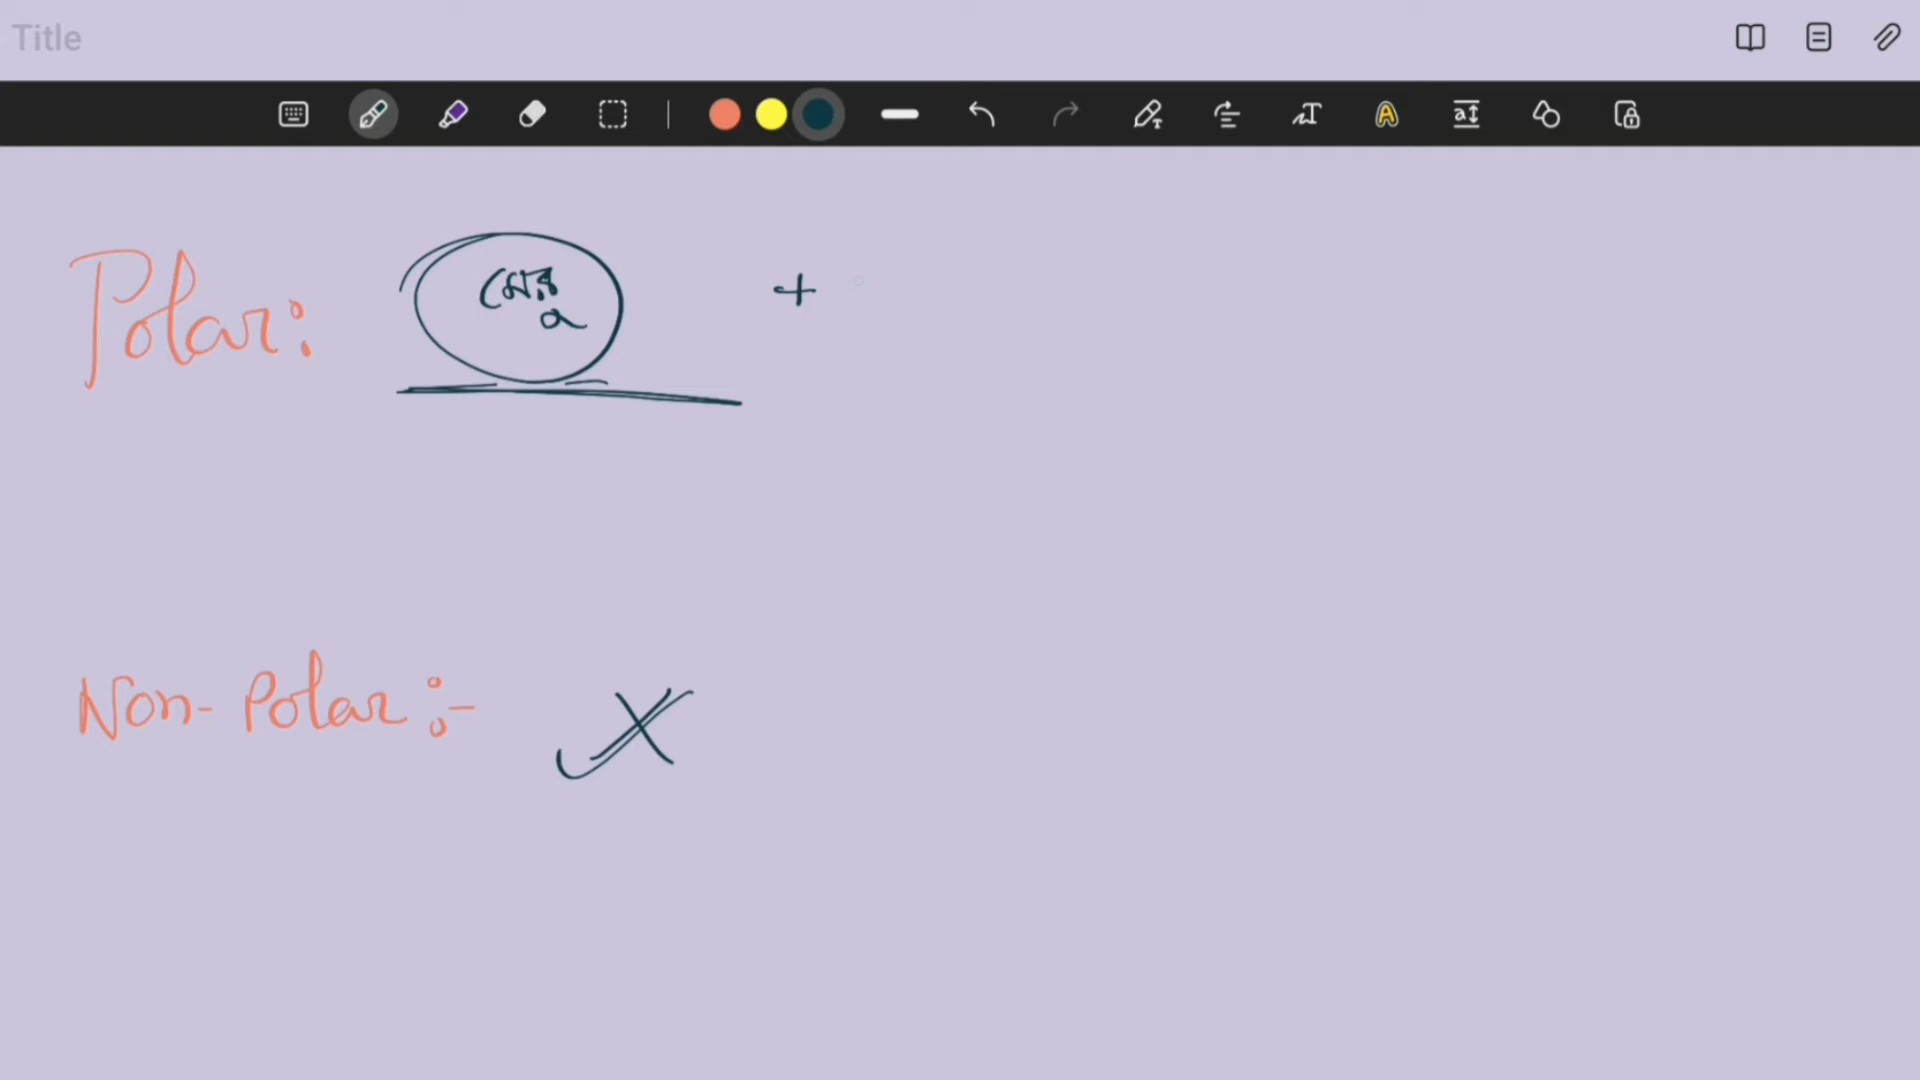 Title
Polar:
+
Non-Polar :-